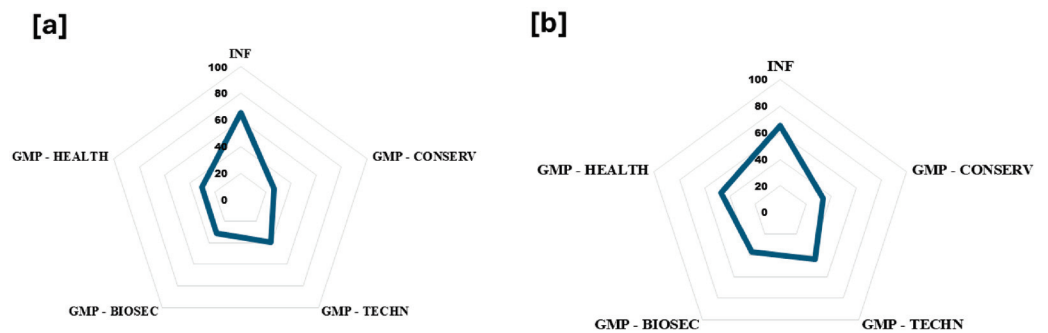 [a]
INF
100
80
60
40
20
0
GMP - HEALTH
GMP - CONSERV
GMP - BIOSEC
GMP - TECHN
[b]
INF
100
80
60
40
20
0
GMP - HEALTH
GMP - CONSERV
GMP - BIOSEC
GMP - TECHN